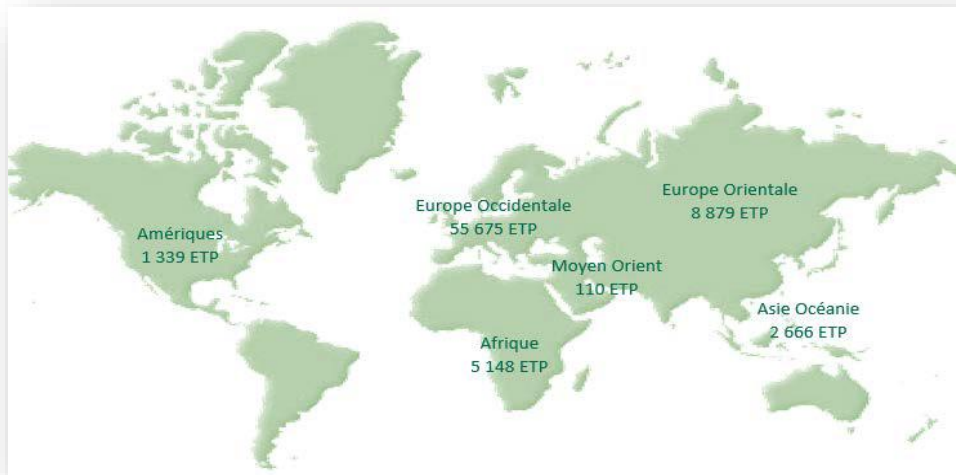 Europe Occidentale
55 675 ETP
Europe Orientale
8 879 ETP
Amériques
1 339 ETP
Moyen Orient
110 ETP
Asie Océanie
2 666 ETP
Afrique
5 148 ETP